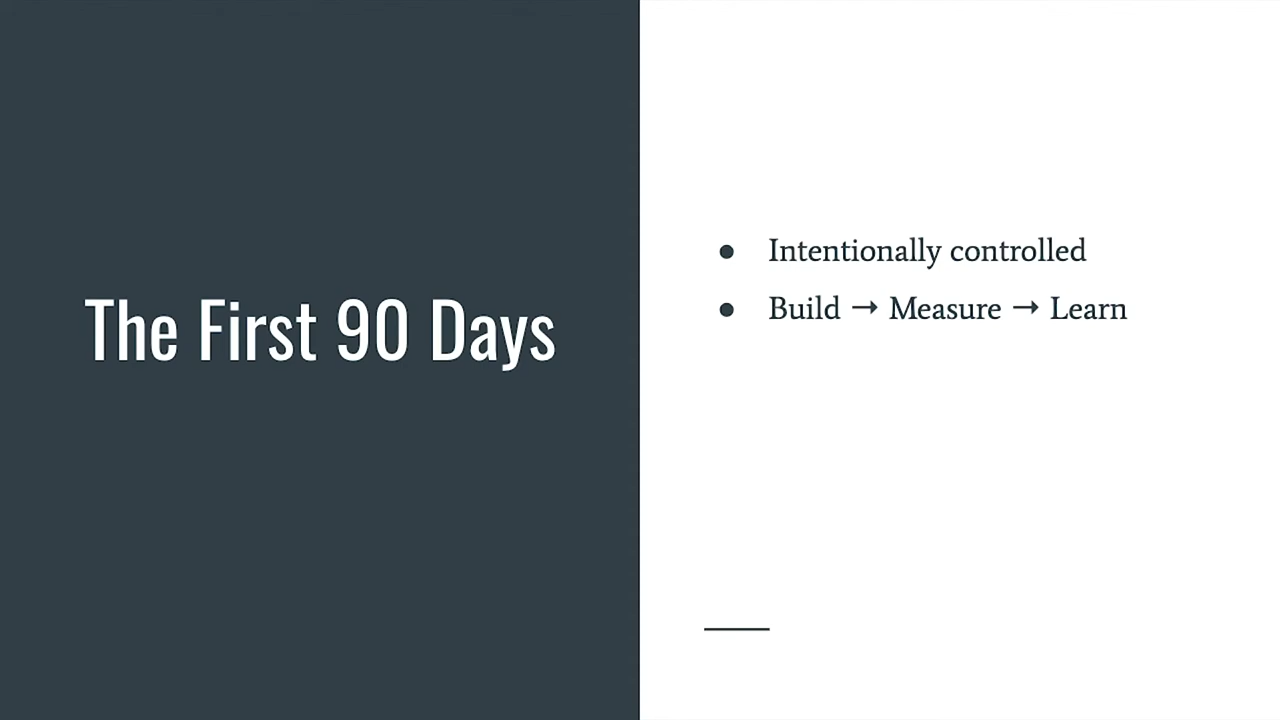 The First 90 Days
● Intentionally controlled
● Build → Measure → Learn